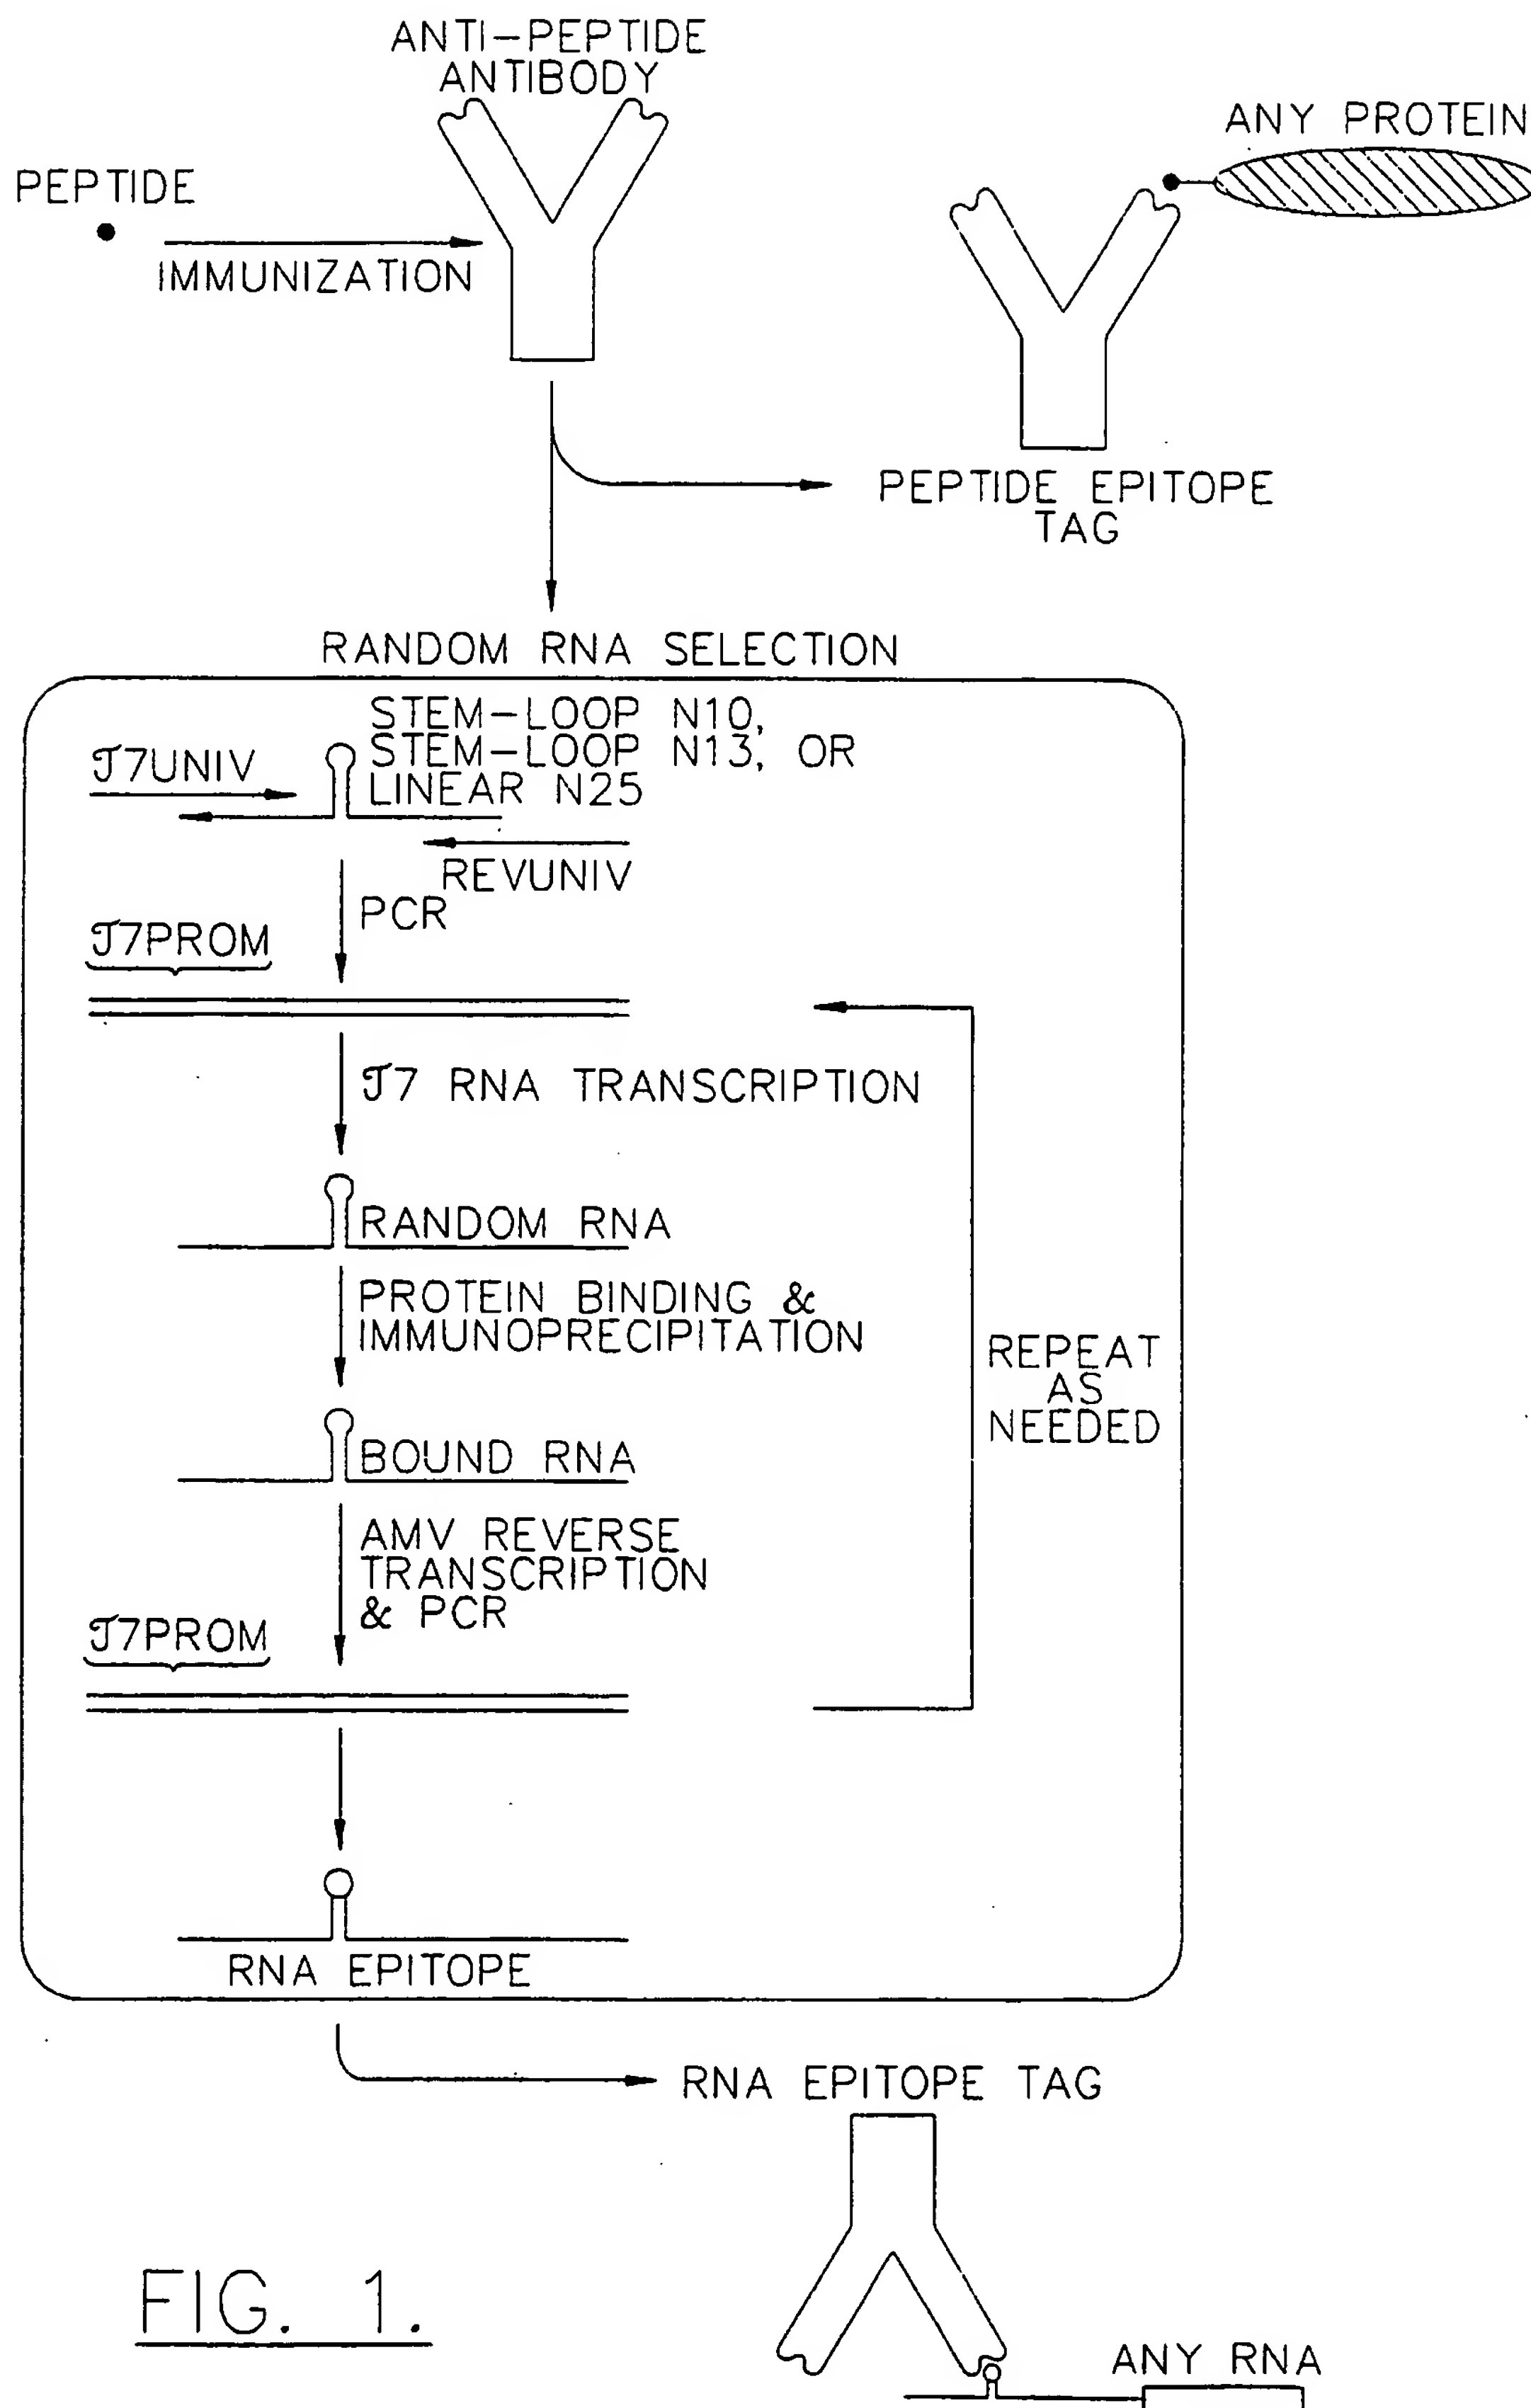 ANTI-PEPTIDE
ANTIBODY
ANY PROTEIN
PEPTIDE
IMMUNIZATION
PEPTIDE EPITOPE
TAG
RANDOM RNA SELECTION
STEM-LOOP N10,
STEM-LOOP N13, OR
LINEAR N25
T7UNIV
REVUNIV
PCR
T7PROM
T7 RNA TRANSCRIPTION
RANDOM RNA
PROTEIN BINDING &
IMMUNOPRECIPITATION
REPEAT
AS
NEEDED
BOUND RNA
AMV REVERSE
TRANSCRIPTION
& PCR
T7PROM
RNA EPITOPE
RNA EPITOPE TAG
FIG. 1.
ANY RNA